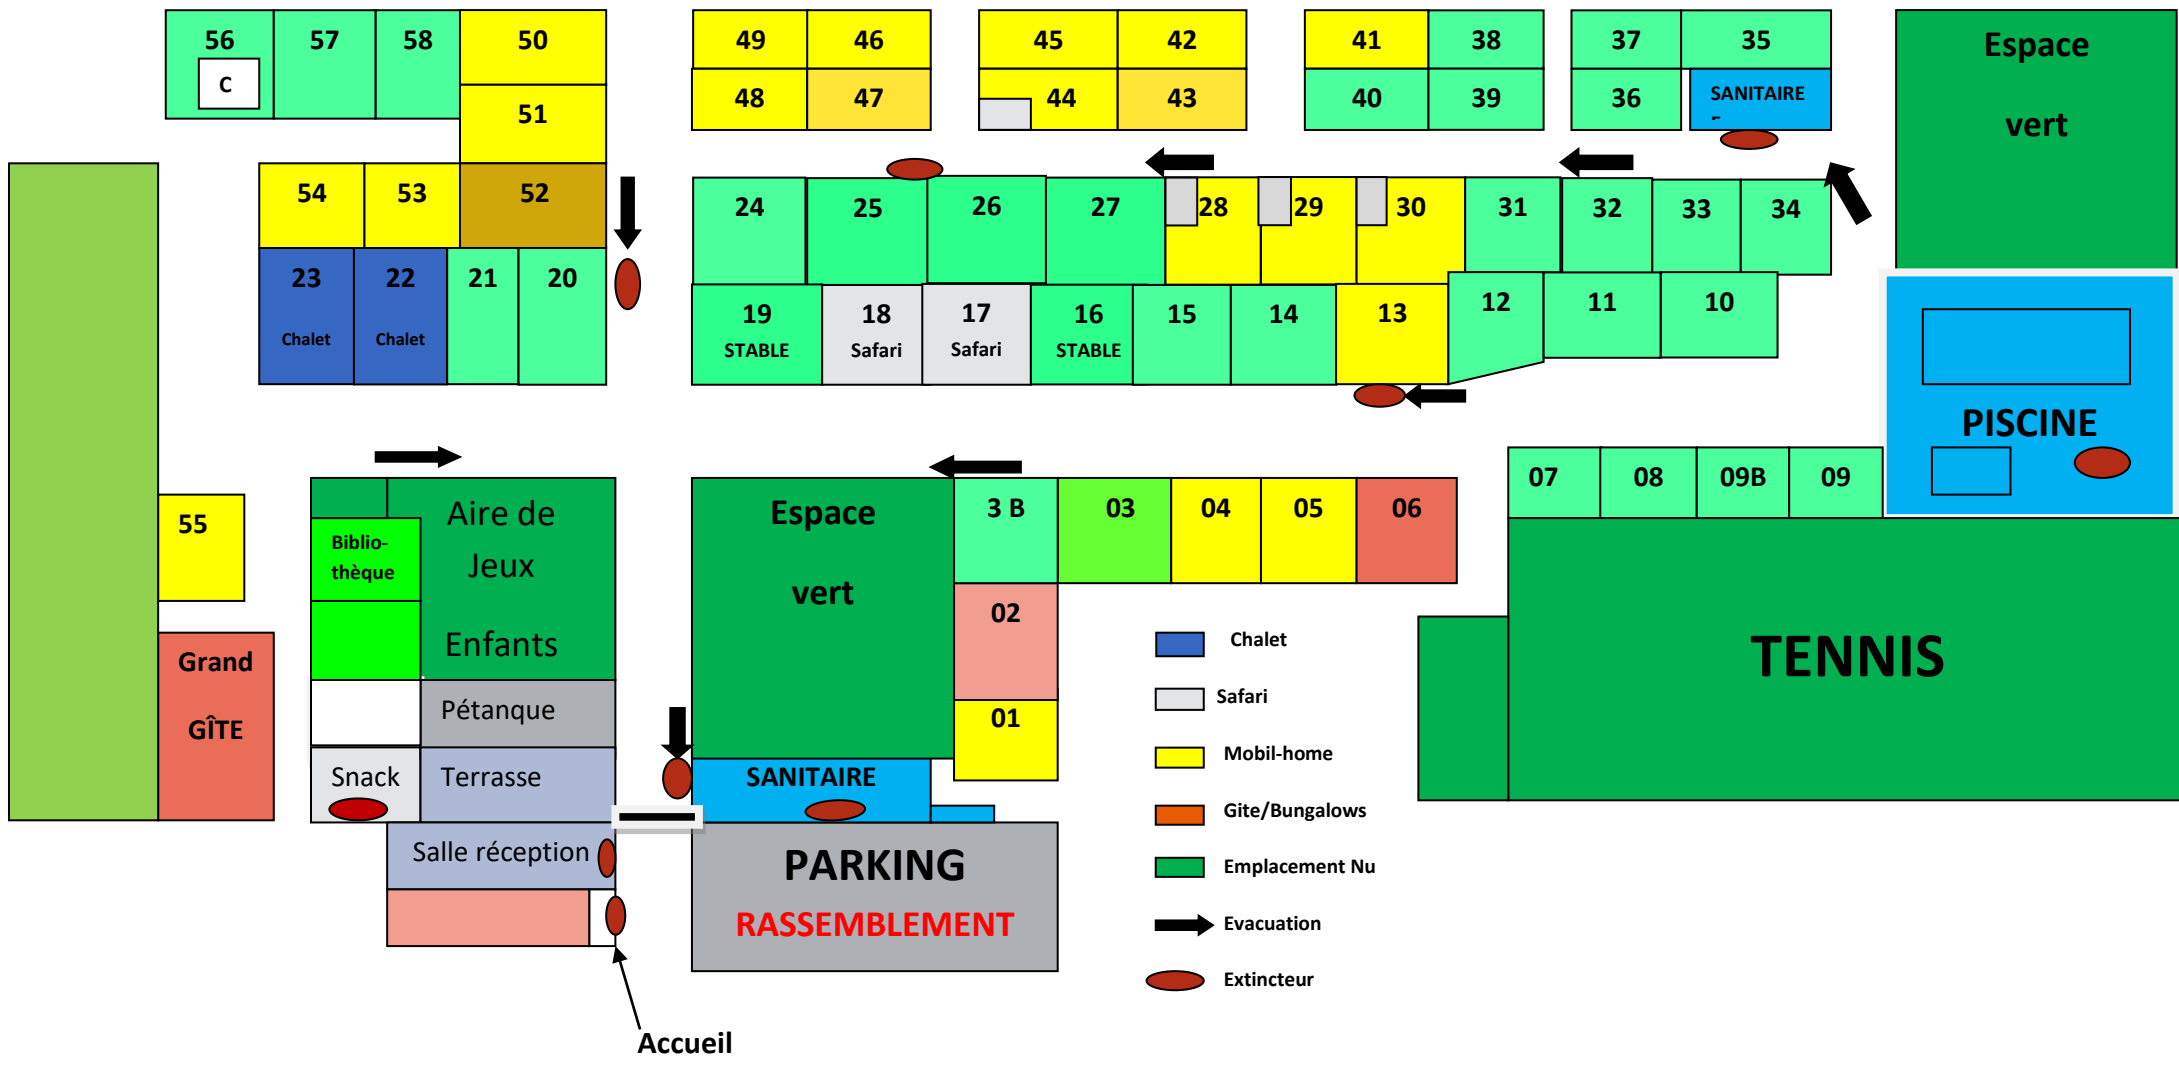 56 57 58 50 49 46 45 42 41 38 37 35
C
51 48 47 44 43 40 39 36 SANITAIRE
Espace
vert
54 53 52 24 25 26 27 28 29 30 31 32 33 34
23 22 21 20 19 18 17 16 15 14 13 12 11 10
Chalet Chalet STABLE Safari Safari STABLE
PISCINE
07 08 09B 09
55
Biblio-
thèque
Aire de
Jeux
Enfants
Espace
vert
3 B 03 04 05 06
02
01
Grand
GÎTE
Pétanque
Snack Terrasse
SANITAIRE
Salle réception
PARKING
RASSEMBLEMENT
Accueil
TENNIS
Chalet
Safari
Mobil-home
Gite/Bungalows
Emplacement Nu
Evacuation
Extincteur